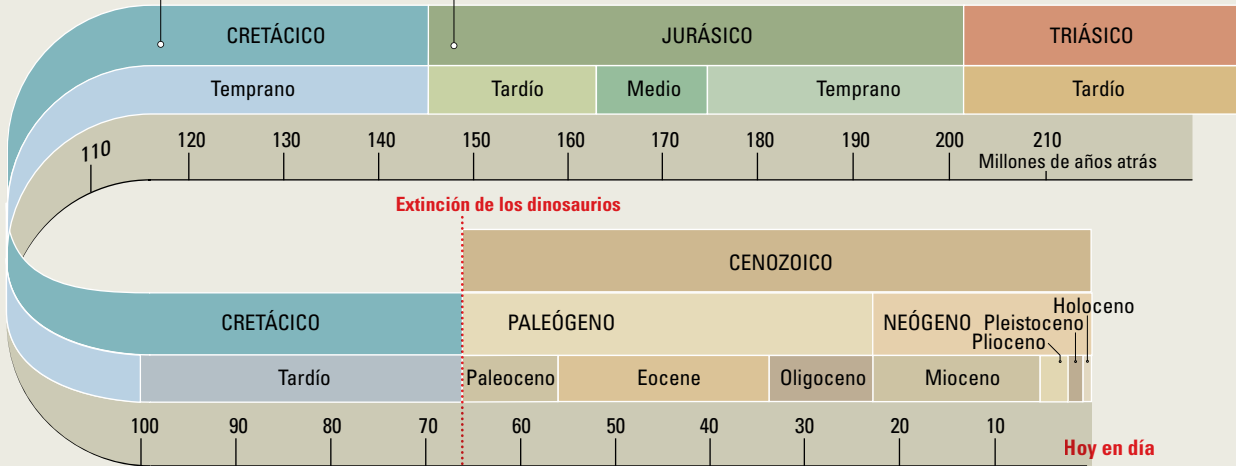 CRETÁCICO JURÁSICO TRIÁSICO
Temprano Tardío Medio Temprano Tardío
110 120 130 140 150 160 170 180 190 200 210
Millones de años atrás
Extinción de los dinosaurios
CENOZOICO
Holoceno
CRETÁCICO PALEÓGENO NEÓGENO Pleistoceno
Plioceno
Tardío Paleoceno Eocene Oligoceno Mioceno
100 90 80 70 60 50 40 30 20 10
Hoy en día